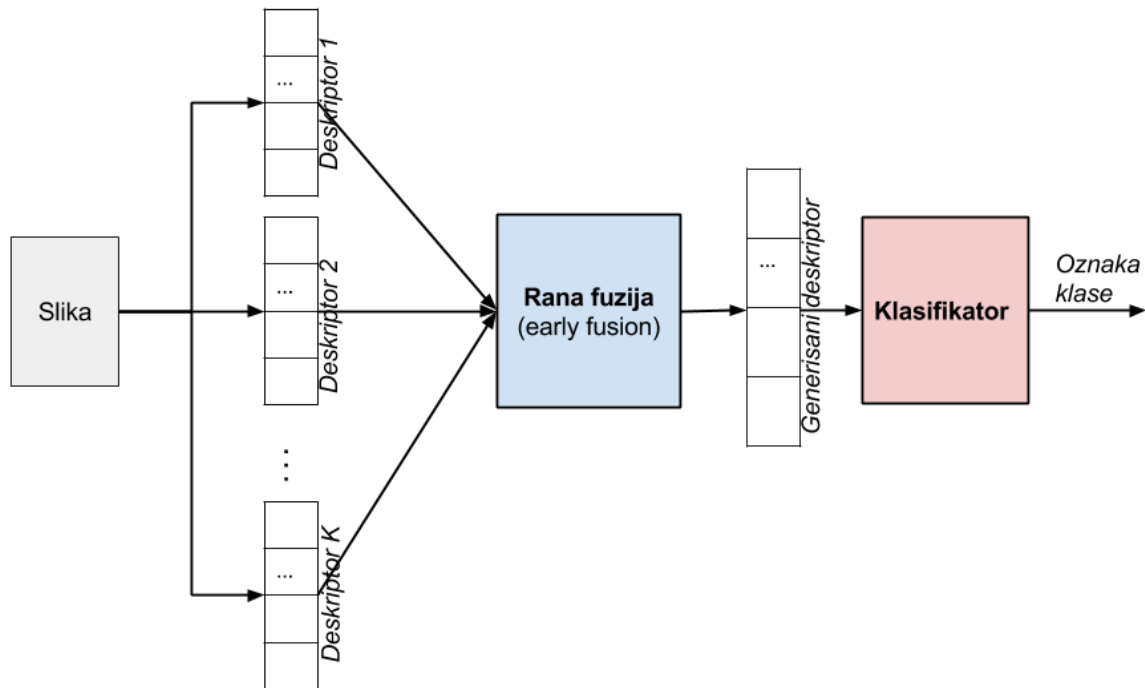 Slika
...
Deskriptor 1
...
Deskriptor 2
...
...
Deskriptor K
Rana fuzija
(early fusion)
...
Generisani deskriptor
Klasifikator
Oznaka
klase